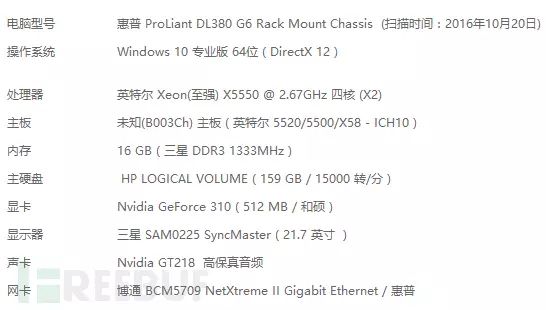 电脑型号 惠普 ProLiant DL380 G6 Rack Mount Chassis (扫描时间：2016年10月20日)
操作系统 Windows 10 专业版 64位 ( DirectX 12 )
处理器 英特尔 Xeon(至强) X5550 @ 2.67GHz 四核 (X2)
主板 未知(B003Ch) 主板 ( 英特尔 5520/5500/X58 - ICH10 )
内存 16 GB ( 三星 DDR3 1333MHz )
主硬盘 HP LOGICAL VOLUME ( 159 GB / 15000 转/分 )
显卡 Nvidia GeForce 310 ( 512 MB / 和硕 )
显示器 三星 SAM0225 SyncMaster ( 21.7 英寸 )
声卡 Nvidia GT218 高保真音频
网卡 博通 BCM5709 NetXtreme II Gigabit Ethernet / 惠普
FREEBUF